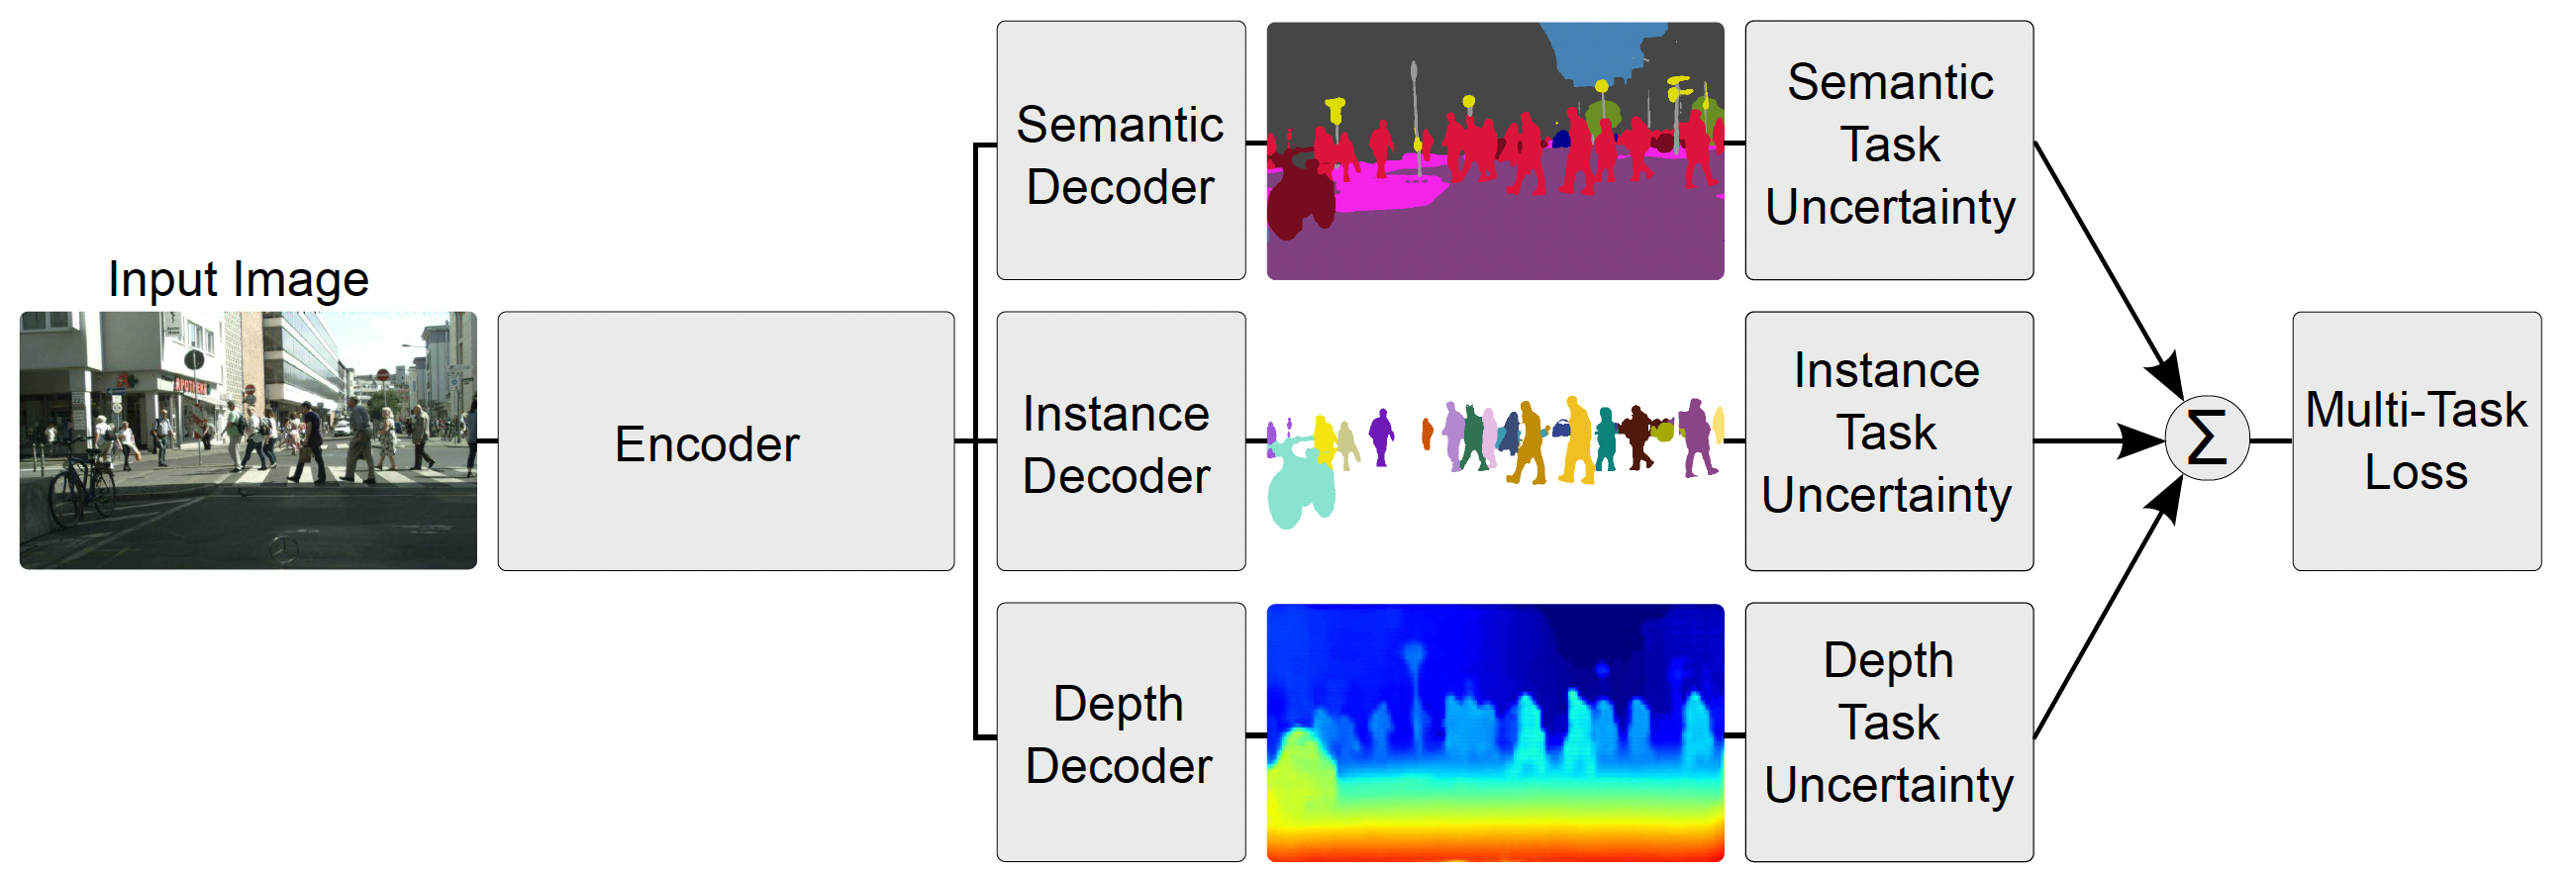 Input Image
APOTHEKE
Encoder
Semantic
Decoder
Instance
Decoder
Depth
Decoder
Semantic
Task
Uncertainty
Instance
Task
Uncertainty
Depth
Task
Uncertainty
Σ
Multi-Task
Loss